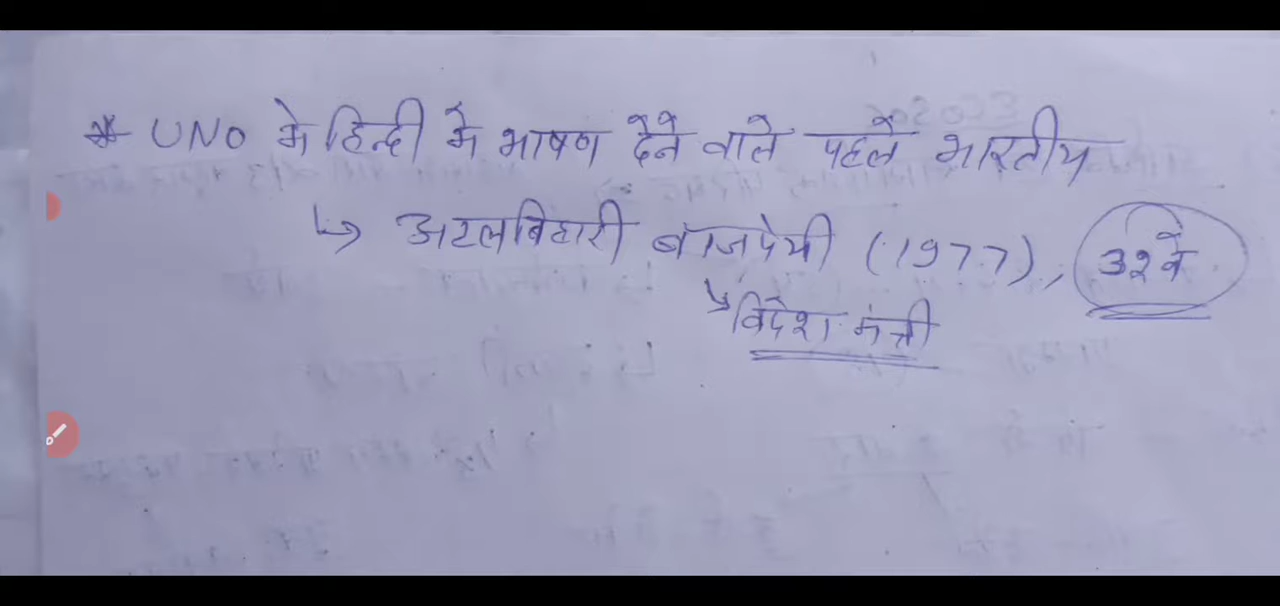 * UNO मे हिन्दी मे भाषण देने वाले पहले भारतीय
↳ अटलबिहारी बाजपेयी (1977), 32वे
↳ विदेश मंत्री